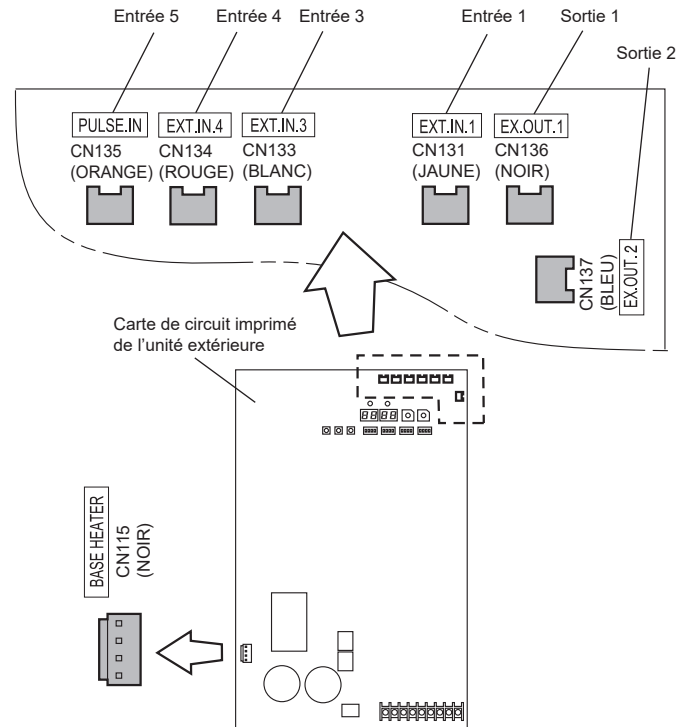 Entrée 5
Entrée 4
Entrée 3
Entrée 1
Sortie 1
Sortie 2
PULSE.IN
CN135
(ORANGE)
EXT.IN.4
CN134
(ROUGE)
EXT.IN.3
CN133
(BLANC)
EXT.IN.1
CN131
(JAUNE)
EX.OUT.1
CN136
(NOIR)
CN137
(BLEU)
EX.OUT.2
Carte de circuit imprimé
de l'unité extérieure
88 88
BASE HEATER
CN115
(NOIR)